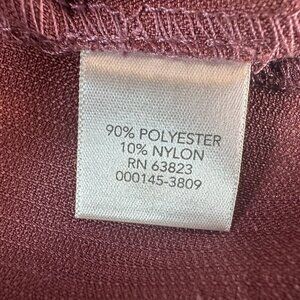 90% POLYESTER
10% NYLON
RN 63823
000145-3809